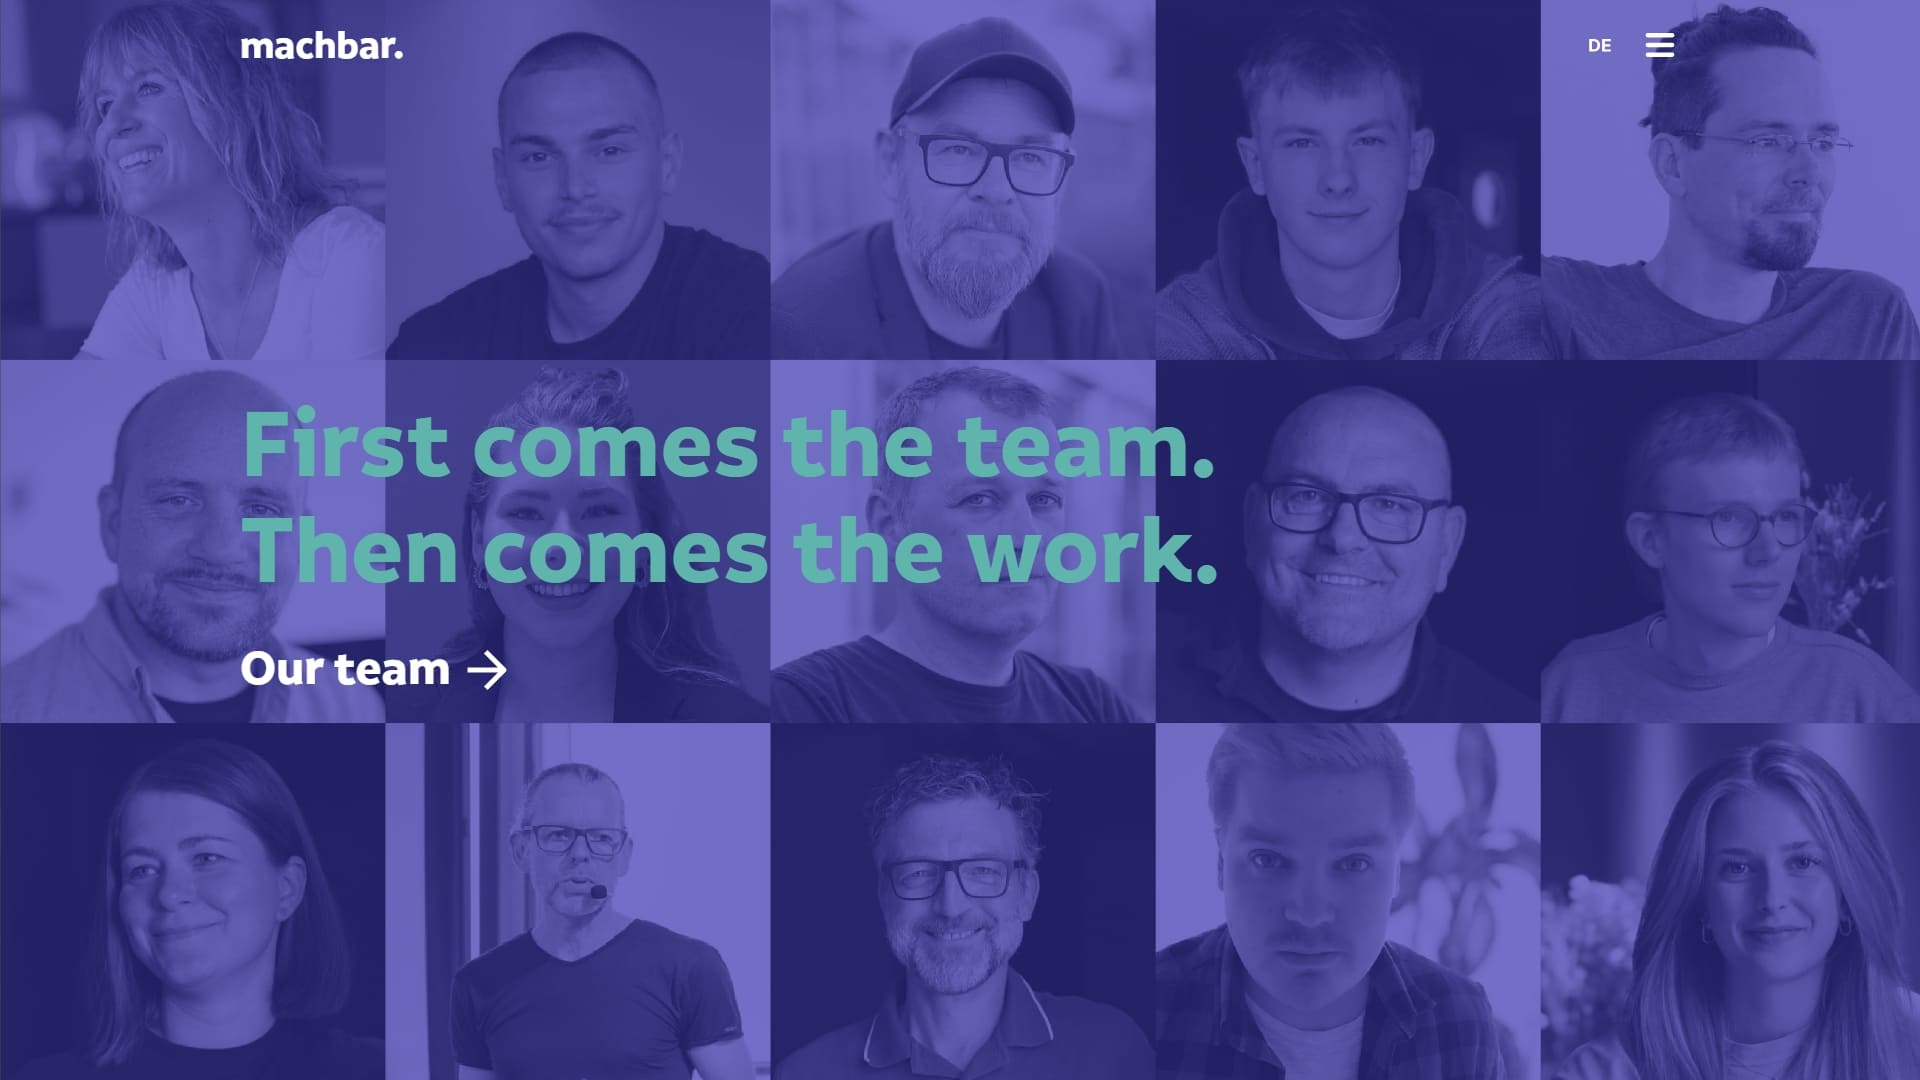 machbar.
DE
First comes the team.
Then comes the work.
Our team →